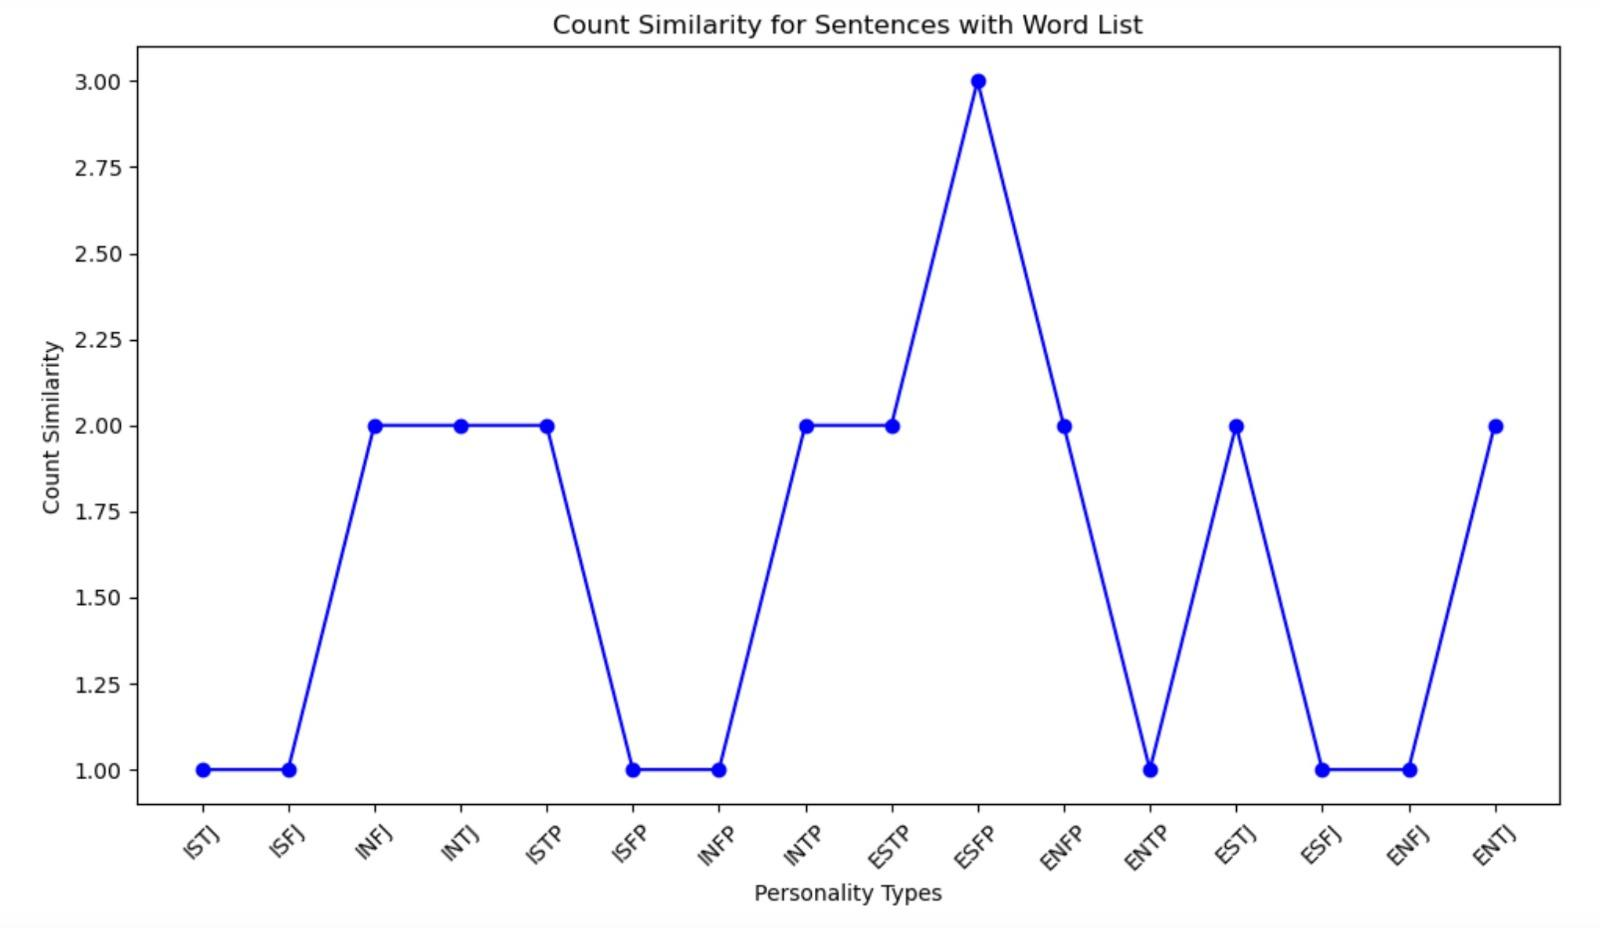 Count Similarity for Sentences with Word List
3.00
2.75
2.50
2.25
2.00
1.75
1.50
1.25
1.00
Count Similarity
ISTJ
ISFJ
INFJ
INTJ
ISTP
ISFP
INFP
INTP
ESTP
ESFP
ENFP
ENTP
ESTJ
ESFJ
ENFJ
ENTJ
Personality Types